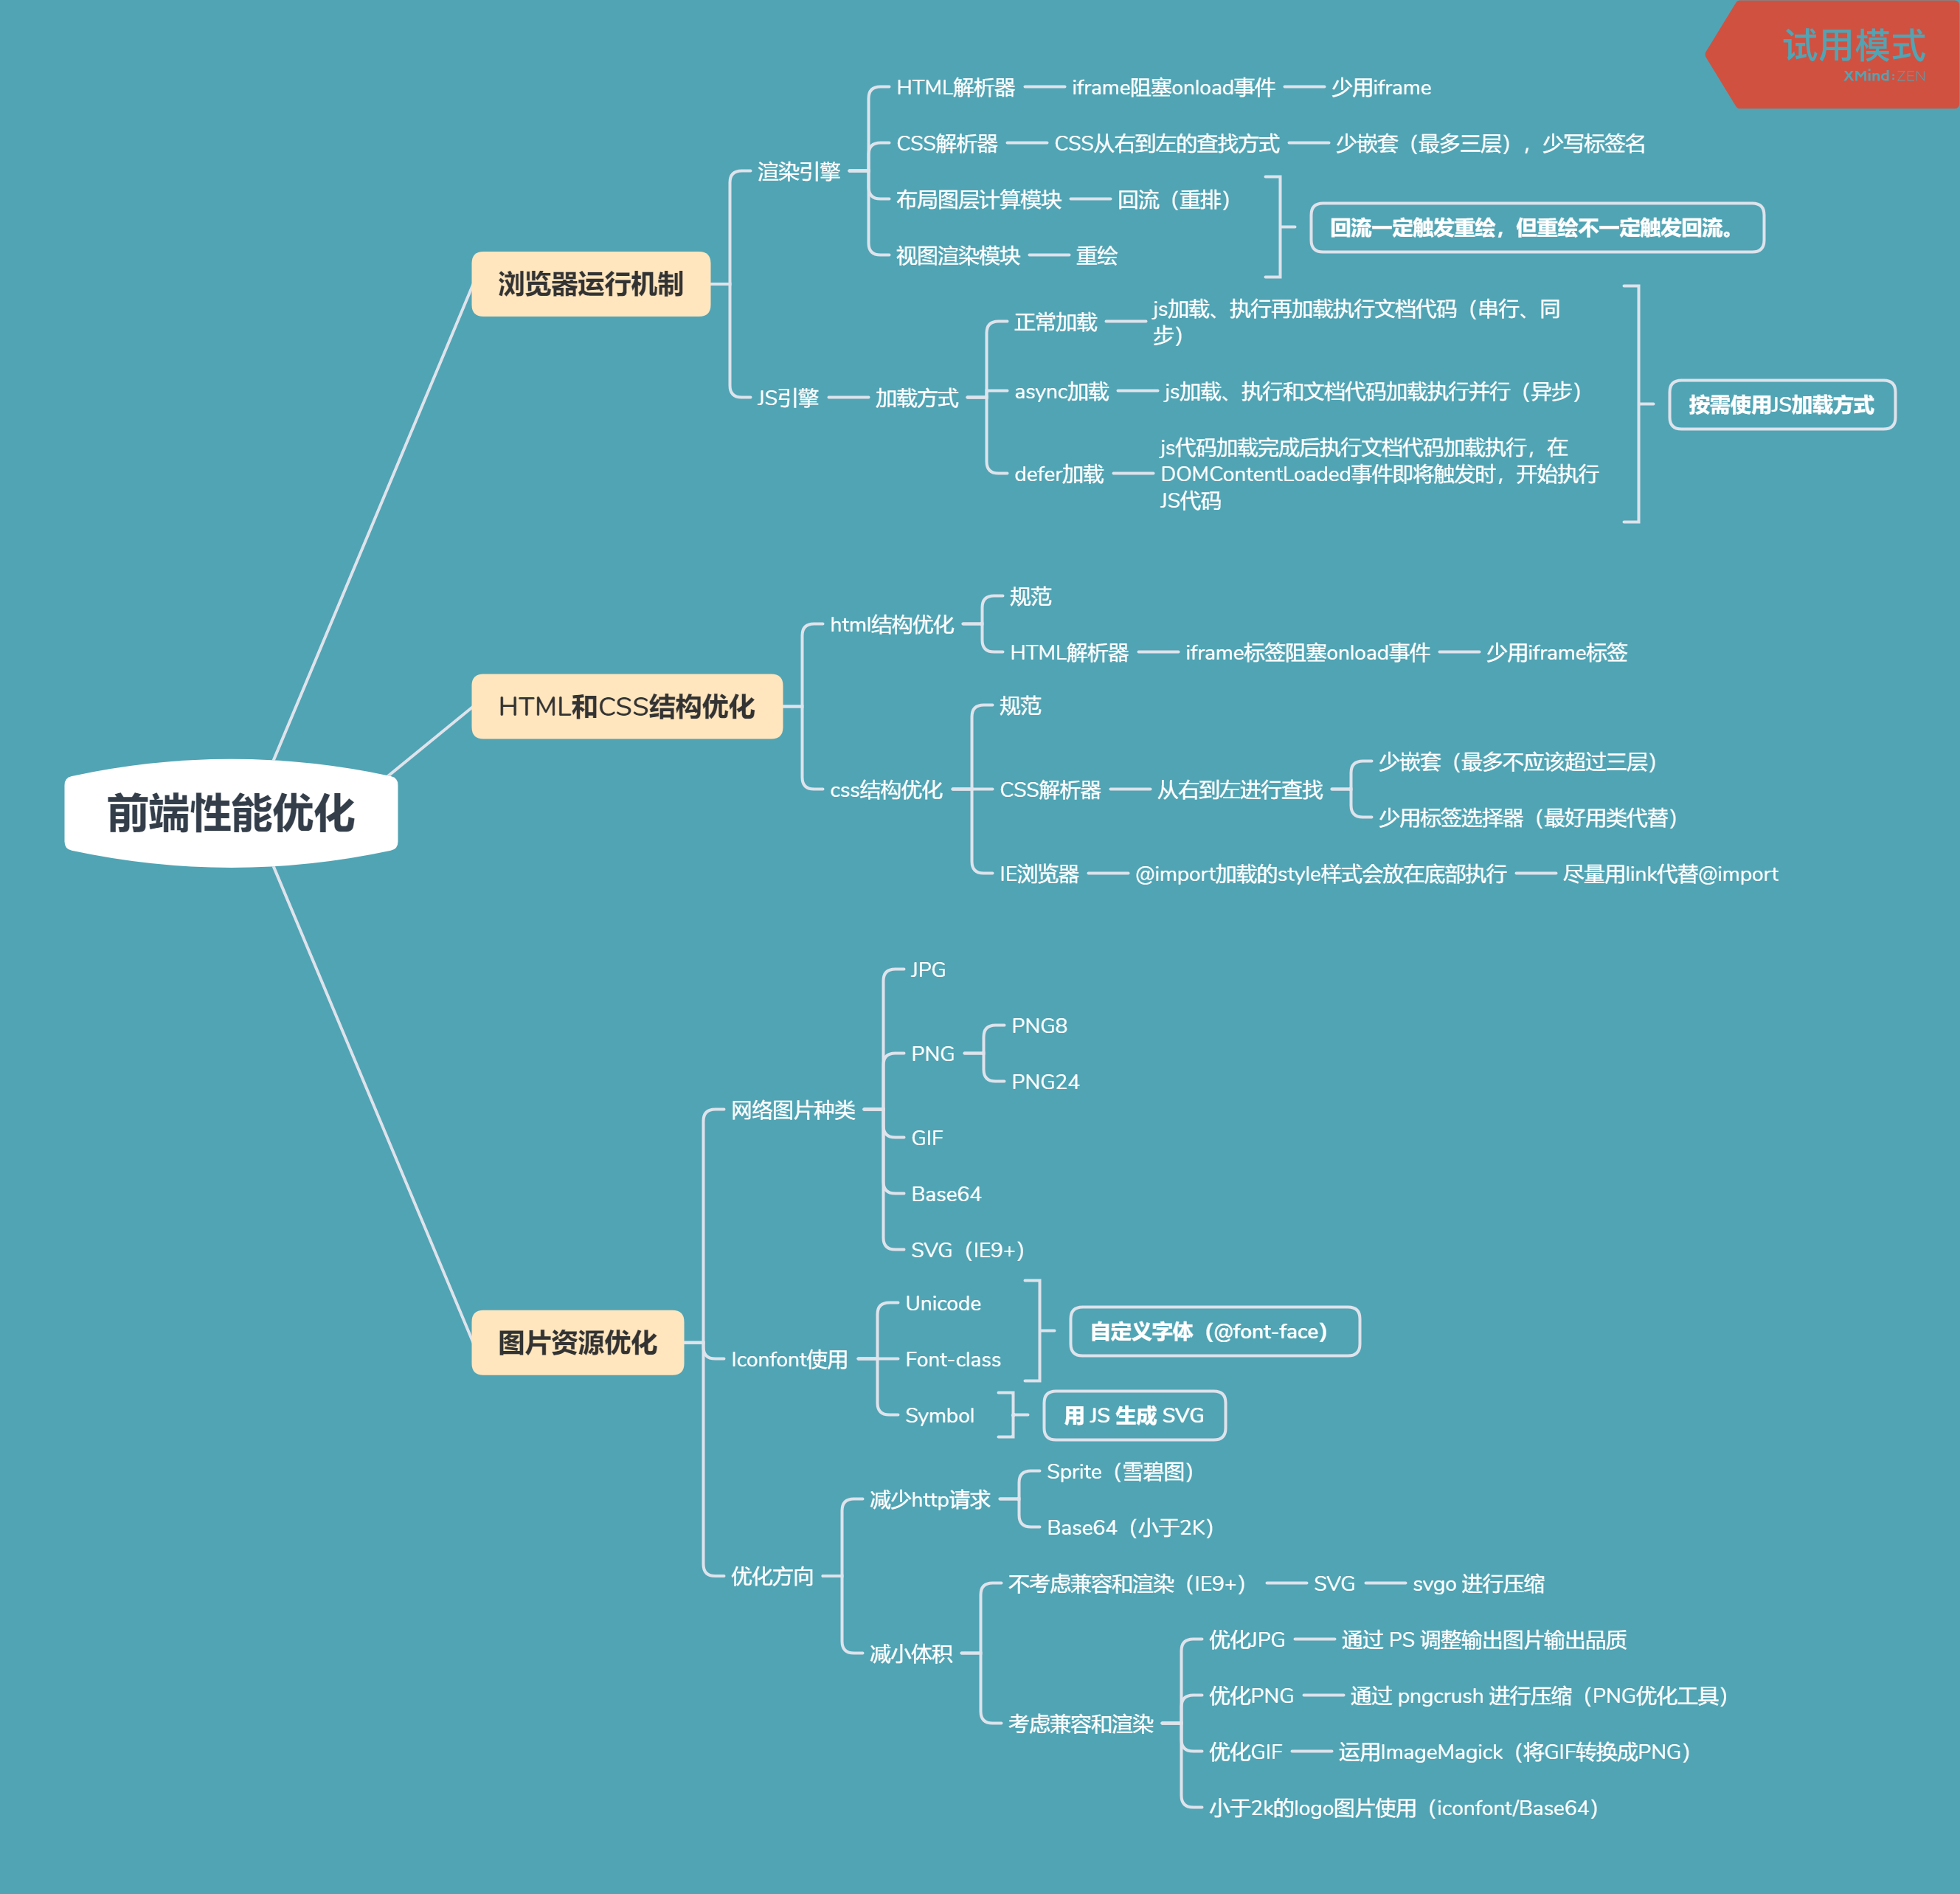 试用模式
XMind:ZEN
前端性能优化
浏览器运行机制
渲染引擎
HTML解析器
iframe阻塞onload事件
少用iframe
CSS解析器
CSS从右到左的查找方式
少嵌套（最多三层），少写标签名
布局图层计算模块
回流（重排）
视图渲染模块
重绘
回流一定触发重绘，但重绘不一定触发回流。
JS引擎
加载方式
正常加载
js加载、执行再加载执行文档代码（串行、同
步）
async加载
js加载、执行和文档代码加载执行并行（异步）
defer加载
js代码加载完成后执行文档代码加载执行，在
DOMContentLoaded事件即将触发时，开始执行
JS代码
按需使用JS加载方式
HTML和CSS结构优化
html结构优化
规范
HTML解析器
iframe标签阻塞onload事件
少用iframe标签
css结构优化
规范
CSS解析器
从右到左进行查找
少嵌套（最多不应该超过三层）
少用标签选择器（最好用类代替）
IE浏览器
@import加载的style样式会放在底部执行
尽量用link代替@import
图片资源优化
网络图片种类
JPG
PNG
PNG8
PNG24
GIF
Base64
SVG（IE9+）
Iconfont使用
Unicode
Font-class
自定义字体（@font-face）
Symbol
用 JS 生成 SVG
优化方向
减少http请求
Sprite（雪碧图）
Base64（小于2K）
减小体积
不考虑兼容和渲染（IE9+）
SVG
svgo 进行压缩
考虑兼容和渲染
优化JPG
通过 PS 调整输出图片输出品质
优化PNG
通过 pngcrush 进行压缩（PNG优化工具）
优化GIF
运用ImageMagick（将GIF转换成PNG）
小于2k的logo图片使用（iconfont/Base64）